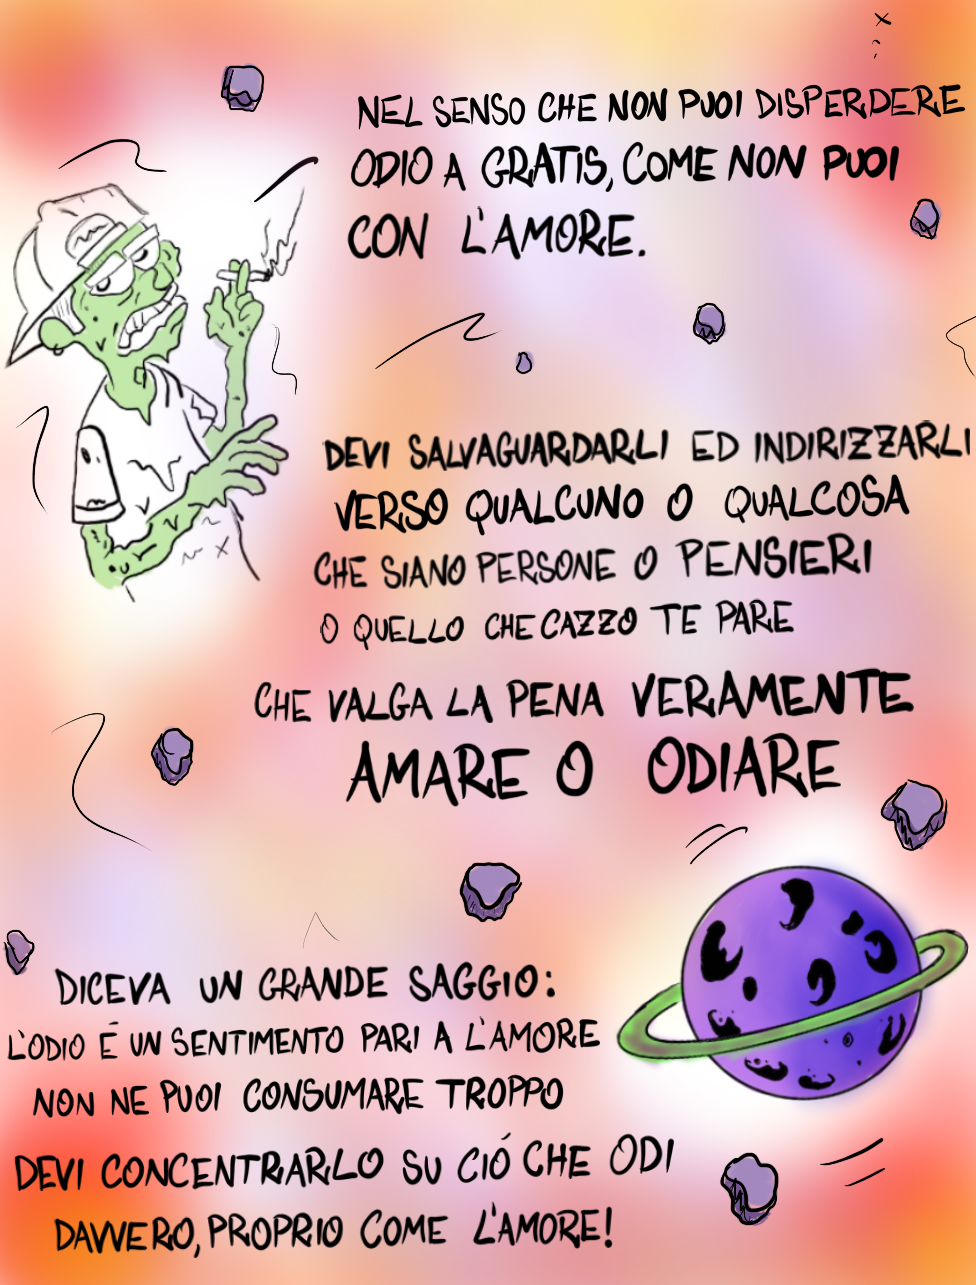 NEL SENSO CHE NON PUOI DISPERDERE
ODIO A GRATIS, COME NON PUOI
CON L'AMORE.
DEVI SALVAGUARDARLI ED INDIRIZZARLI
VERSO QUALCUNO O QUALCOSA
CHE SIANO PERSONE O PENSIERI
O QUELLO CHE CAZZO TE PARE
CHE VALGA LA PENA VERAMENTE
AMARE O ODIARE
DICEVA UN GRANDE SAGGIO:
L'ODIO É UN SENTIMENTO PARI A L'AMORE
NON NE PUOI CONSUMARE TROPPO
DEVI CONCENTRARLO SU CIÓ CHE ODI
DAVVERO, PROPRIO COME L'AMORE!